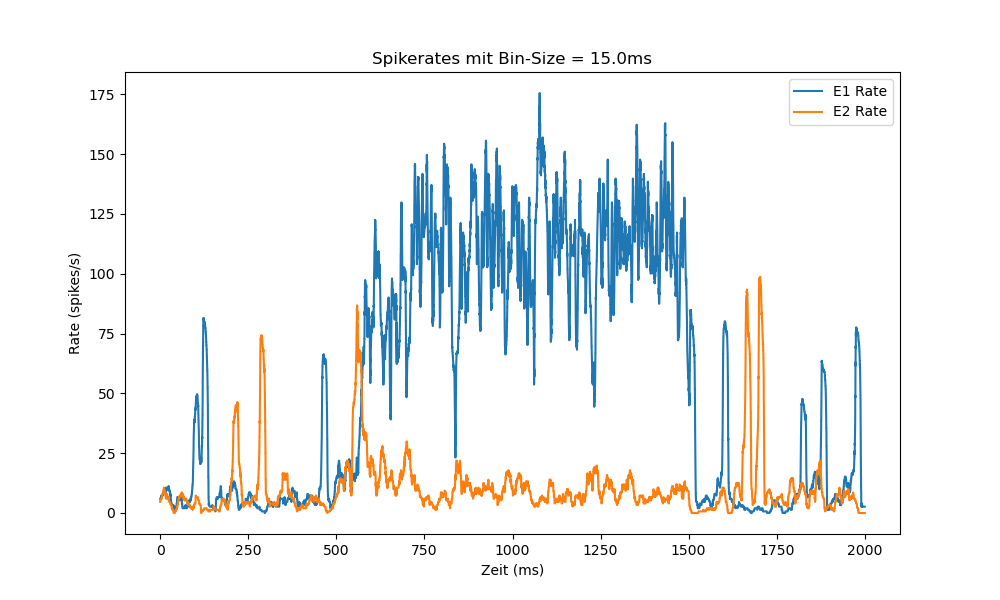 Spikerates mit Bin-Size = 15.0ms
E1 Rate
E2 Rate
175
150
125
100
75
50
25
0
Rate (spikes/s)
0 250 500 750 1000 1250 1500 1750 2000
Zeit (ms)